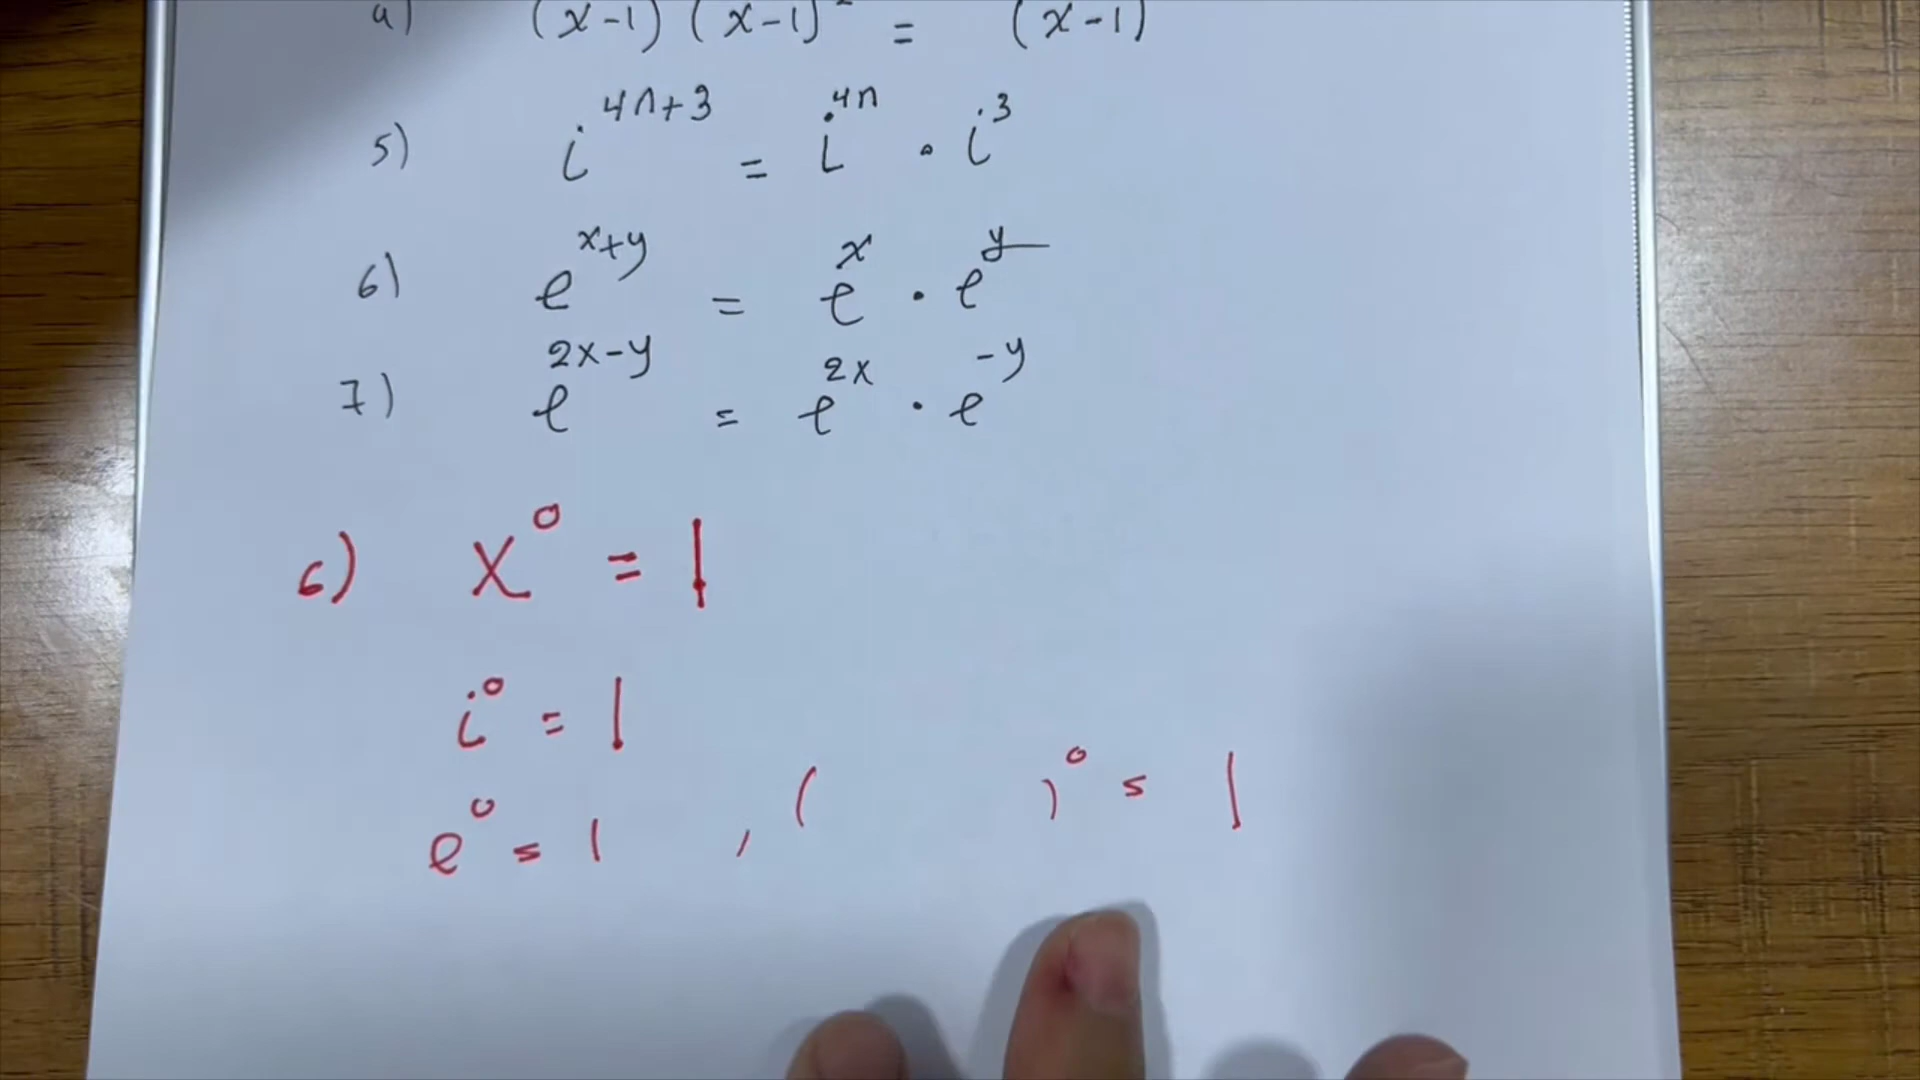 (x-1) (x-1) = (x-1)
5) i^{4n+3} = i^{4n} · i^3
6) e^{x+y} = e^x · e^y
7) e^{2x-y} = e^{2x} · e^{-y}
6) x^0 = 1
i^0 = 1
e^0 = 1 , ( )^0 = 1